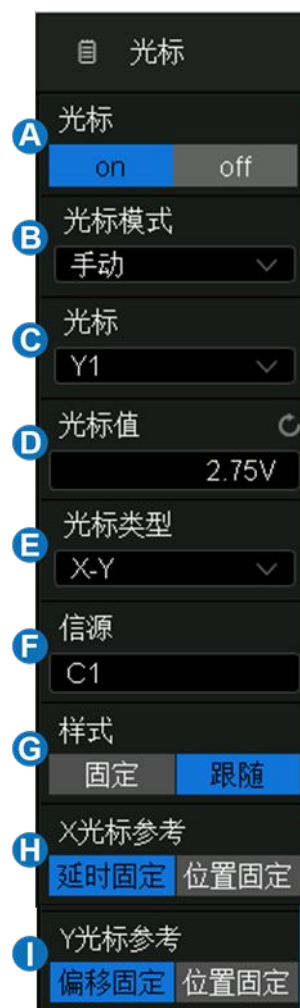 光标
A
光标
on off
B
光标模式
手动
C
光标
Y1
D
光标值
2.75V
E
光标类型
X-Y
F
信源
C1
G
样式
固定 跟随
H
X光标参考
延时固定 位置固定
I
Y光标参考
偏移固定 位置固定